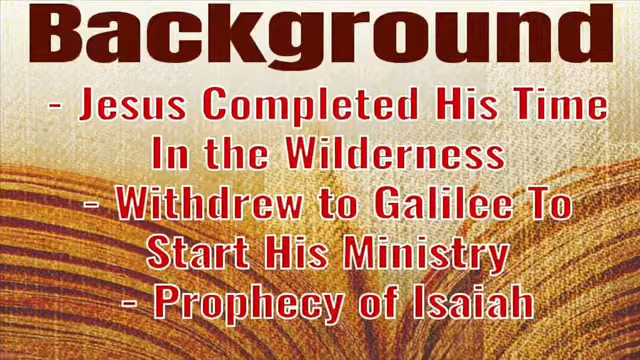 Background
- Jesus Completed His Time
In the Wilderness
- Withdrew to Galilee To
Start His Ministry
- Prophecy of Isaiah